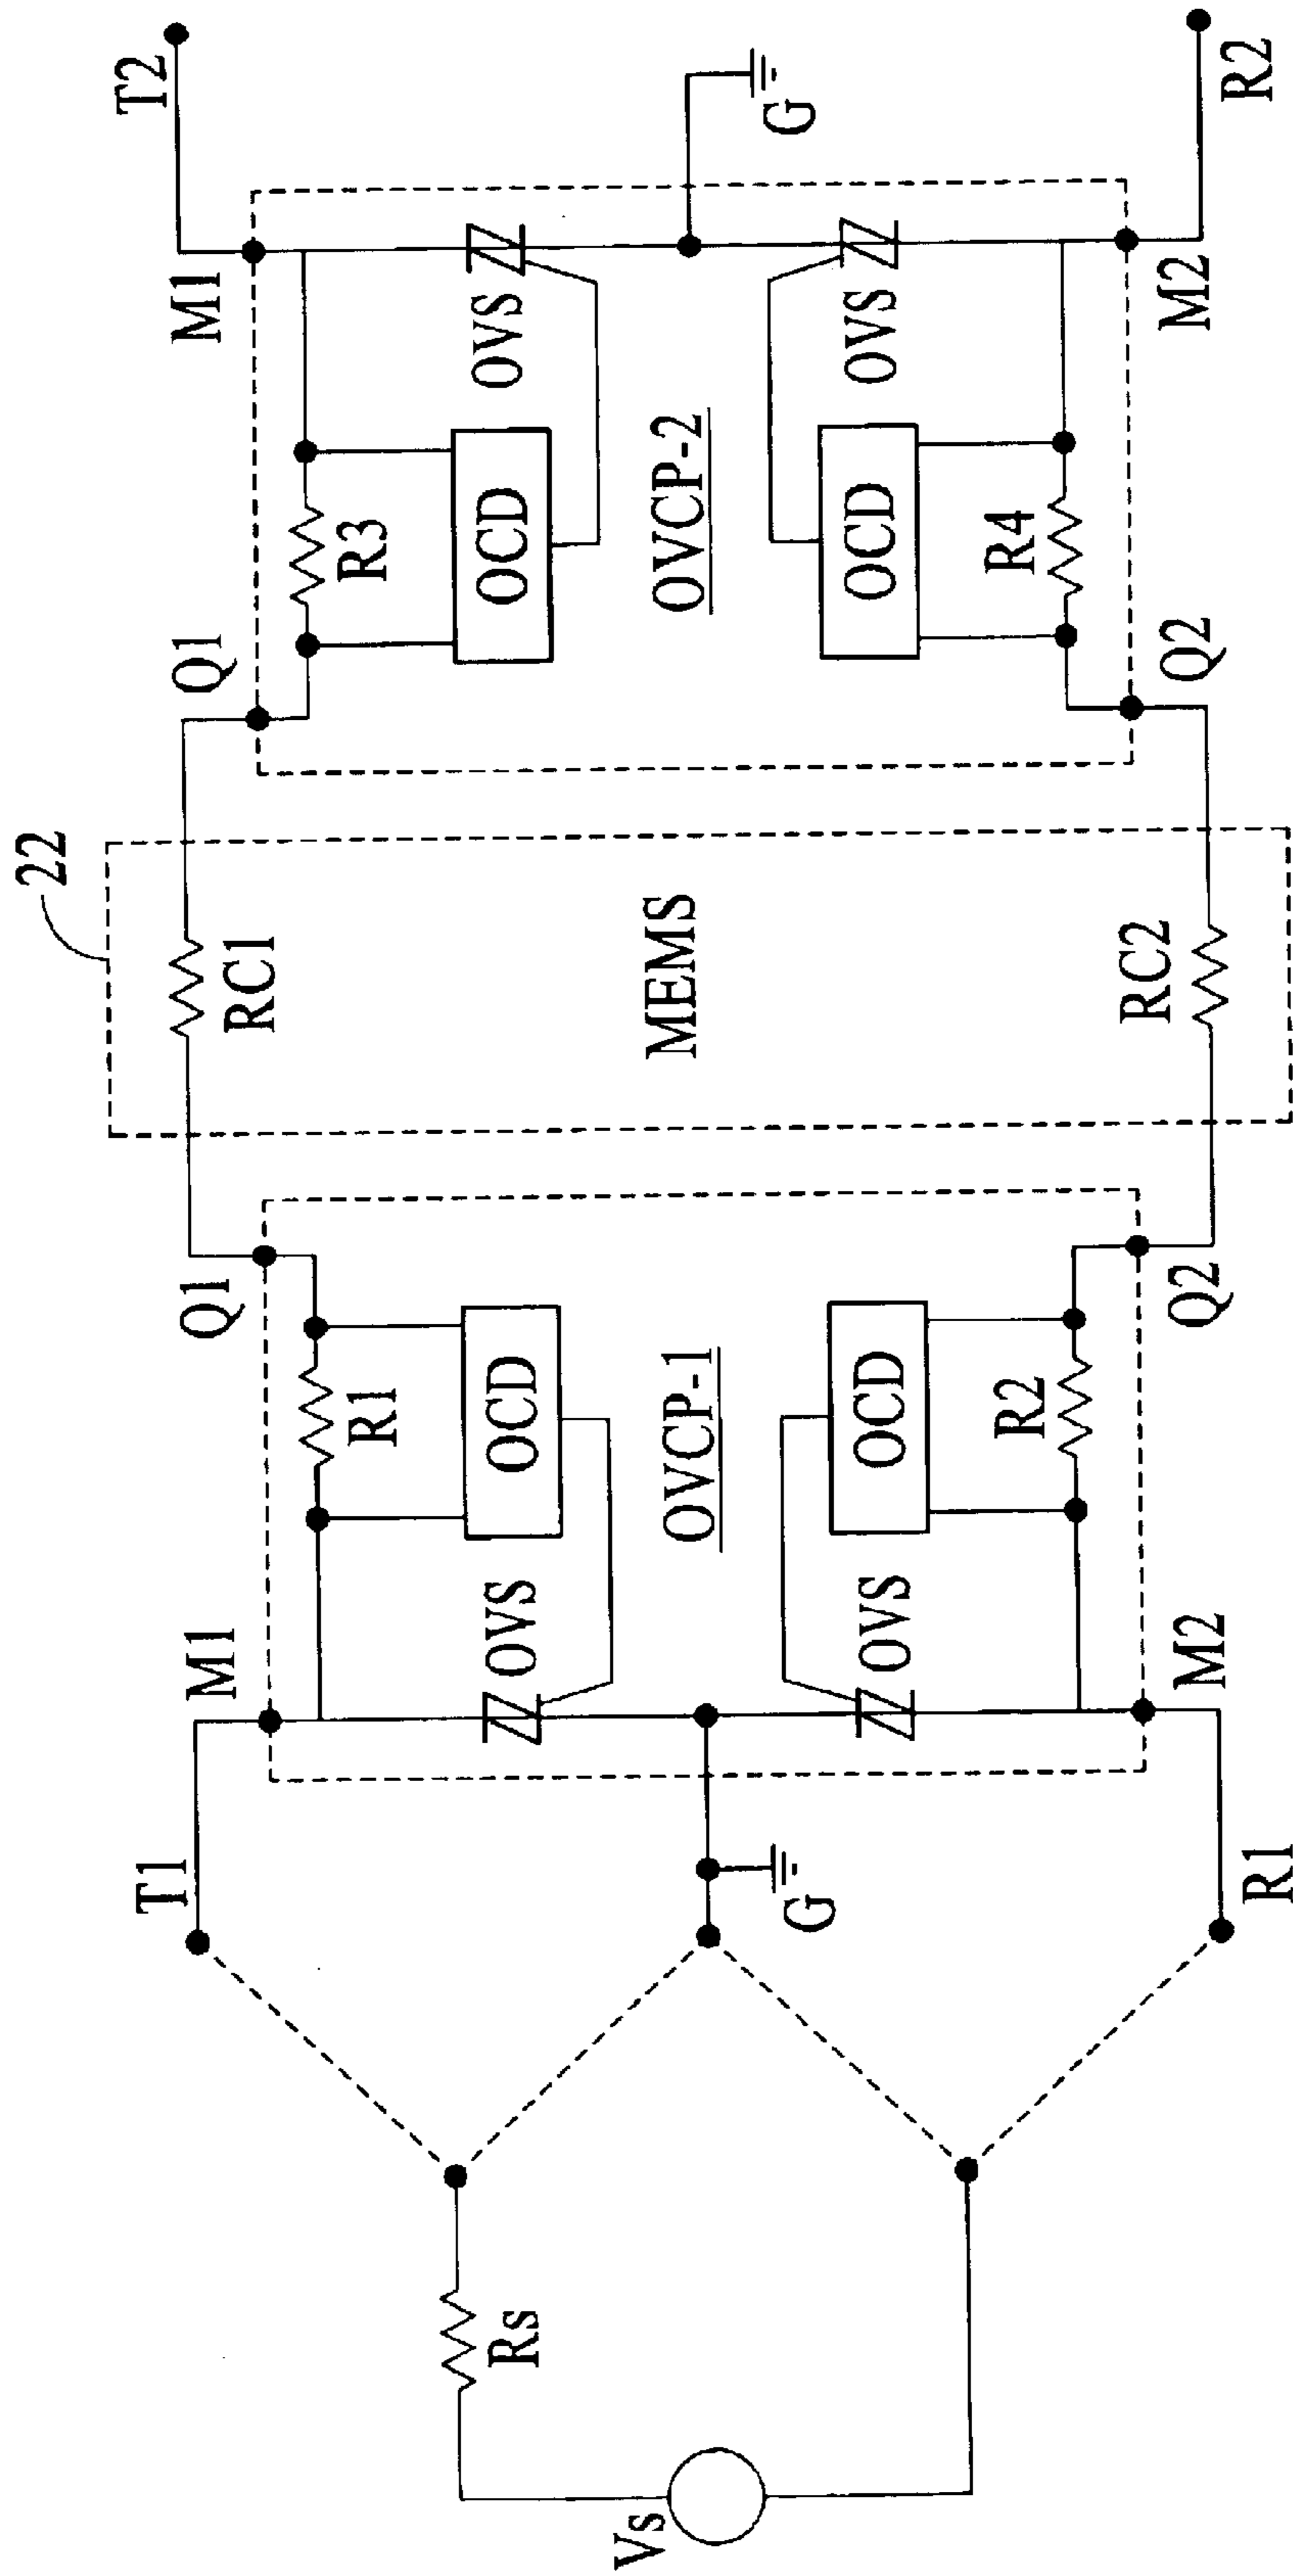 22
T1
M1
Q1
RC1
Q1
M1
T2
R1
R3
OCD
OCD
OVS
OVS
Rs
Vs
G
OVCP-1
MEMS
OVCP-2
G
OVS
OVS
OCD
OCD
R2
R4
R1
M2
Q2
RC2
Q2
M2
R2